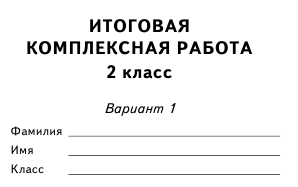 ИТОГОВАЯ
КОМПЛЕКСНАЯ РАБОТА
2 класс
Вариант 1
Фамилия
Имя
Класс